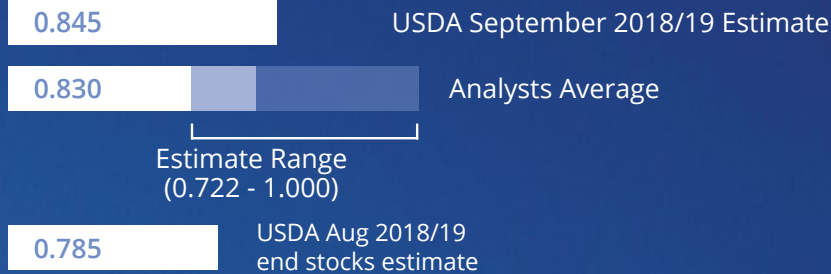 0.845 USDA September 2018/19 Estimate
0.830 Analysts Average
Estimate Range
(0.722 - 1.000)
0.785
USDA Aug 2018/19
end stocks estimate